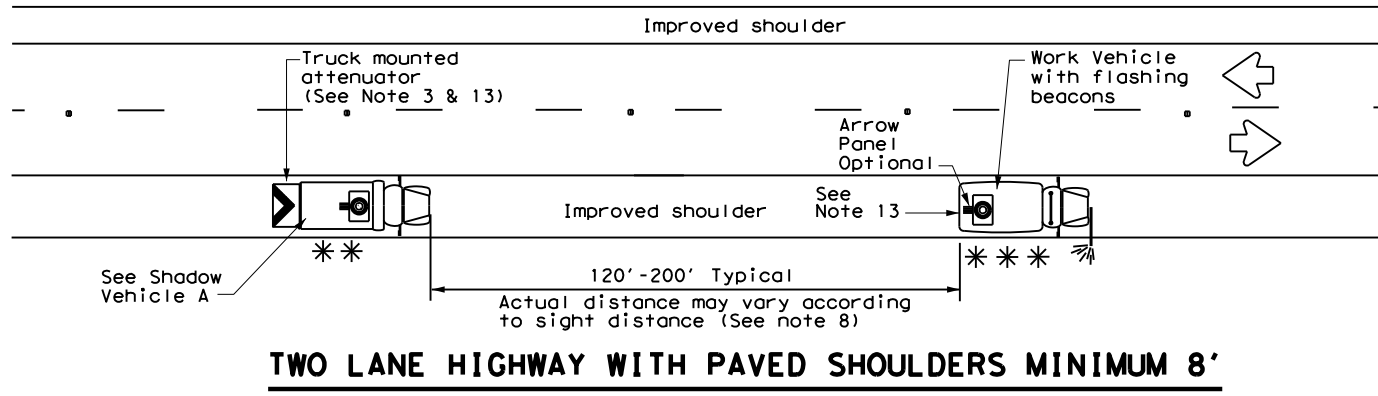 Improved shoulder
Truck mounted
attenuator
(See Note 3 & 13)
Work Vehicle
with flashing
beacons
Arrow
Panel
Optional
See
Note 13
Improved shoulder
** 
***
See Shadow
Vehicle A
120'-200' Typical
Actual distance may vary according
to sight distance (See note 8)
TWO LANE HIGHWAY WITH PAVED SHOULDERS MINIMUM 8'